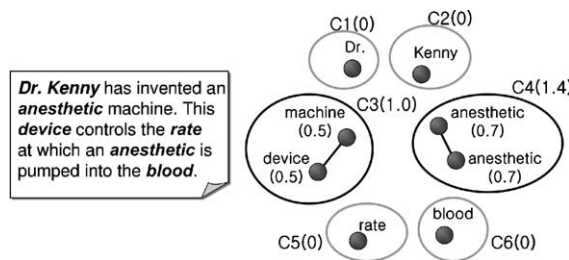 Dr. Kenny has invented an
anesthetic machine. This
device controls the rate
at which an anesthetic is
pumped into the blood.
C1(0)
Dr.
C2(0)
Kenny
C3(1.0)
machine
(0.5)
device
(0.5)
C4(1.4)
anesthetic
(0.7)
anesthetic
(0.7)
C5(0)
rate
blood
C6(0)